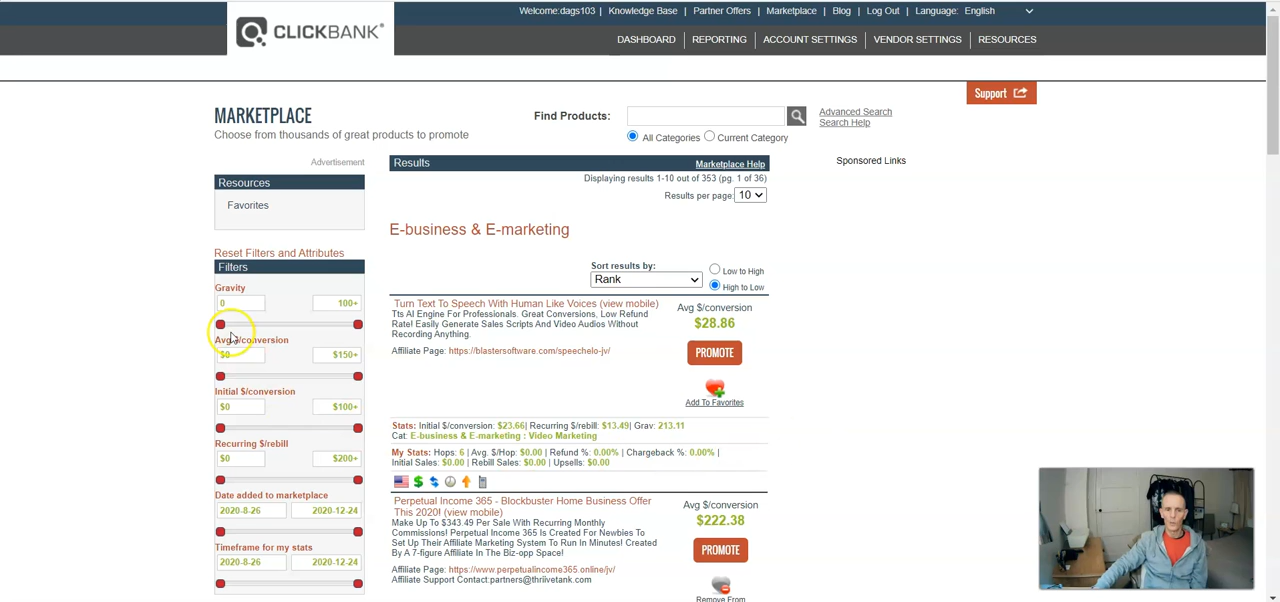 Welcome:dags103 | Knowledge Base | Partner Offers | Marketplace | Blog | Log Out | Language: English
CLICKBANK®
DASHBOARD | REPORTING | ACCOUNT SETTINGS | VENDOR SETTINGS | RESOURCES
Support
MARKETPLACE
Choose from thousands of great products to promote
Find Products:
Advanced Search
Search Help
All Categories Current Category
Advertisement
Resources
Favorites
Reset Filters and Attributes
Filters
Gravity
0 100+
Avg $/conversion
$0 $150+
Initial $/conversion
$0 $100+
Recurring $/rebill
$0 $200+
Date added to marketplace
2020-8-26 2020-12-24
Timeframe for my stats
2020-8-26 2020-12-24
Results Marketplace Help
Displaying results 1-10 out of 353 (pg. 1 of 36)
Results per page: 10
E-business & E-marketing
Sort results by:
Rank
Low to High
High to Low
Turn Text To Speech With Human Like Voices (view mobile)
Tts AI Engine For Professionals. Great Conversions, Low Refund
Rate! Easily Generate Sales Scripts And Video Audios Without
Recording Anything.
Affiliate Page: https://blastersoftware.com/speechelo-jv/
Avg $/conversion
$28.86
PROMOTE
Add To Favorites
Stats: Initial $/conversion: $23.66| Recurring $/rebill: $13.49| Grav: 213.11
Cat: E-business & E-marketing : Video Marketing
My Stats: Hops: 6 | Avg. $/Hop: $0.00 | Refund %: 0.00% | Chargeback %: 0.00% |
Initial Sales: $0.00 | Rebill Sales: $0.00 | Upsells: $0.00
Perpetual Income 365 - Blockbuster Home Business Offer
This 2020! (view mobile)
Make Up To $343.49 Per Sale With Recurring Monthly
Commissions! Perpetual Income 365 Is Created For Newbies To
Set Up Their Affiliate Marketing System To Run In Minutes! Created
By A 7-figure Affiliate In The Biz-opp Space!
Affiliate Page: https://www.perpetualincome365.online/jv/
Affiliate Support Contact:partners@thriivetank.com
Avg $/conversion
$222.38
PROMOTE
Remove From
Sponsored Links